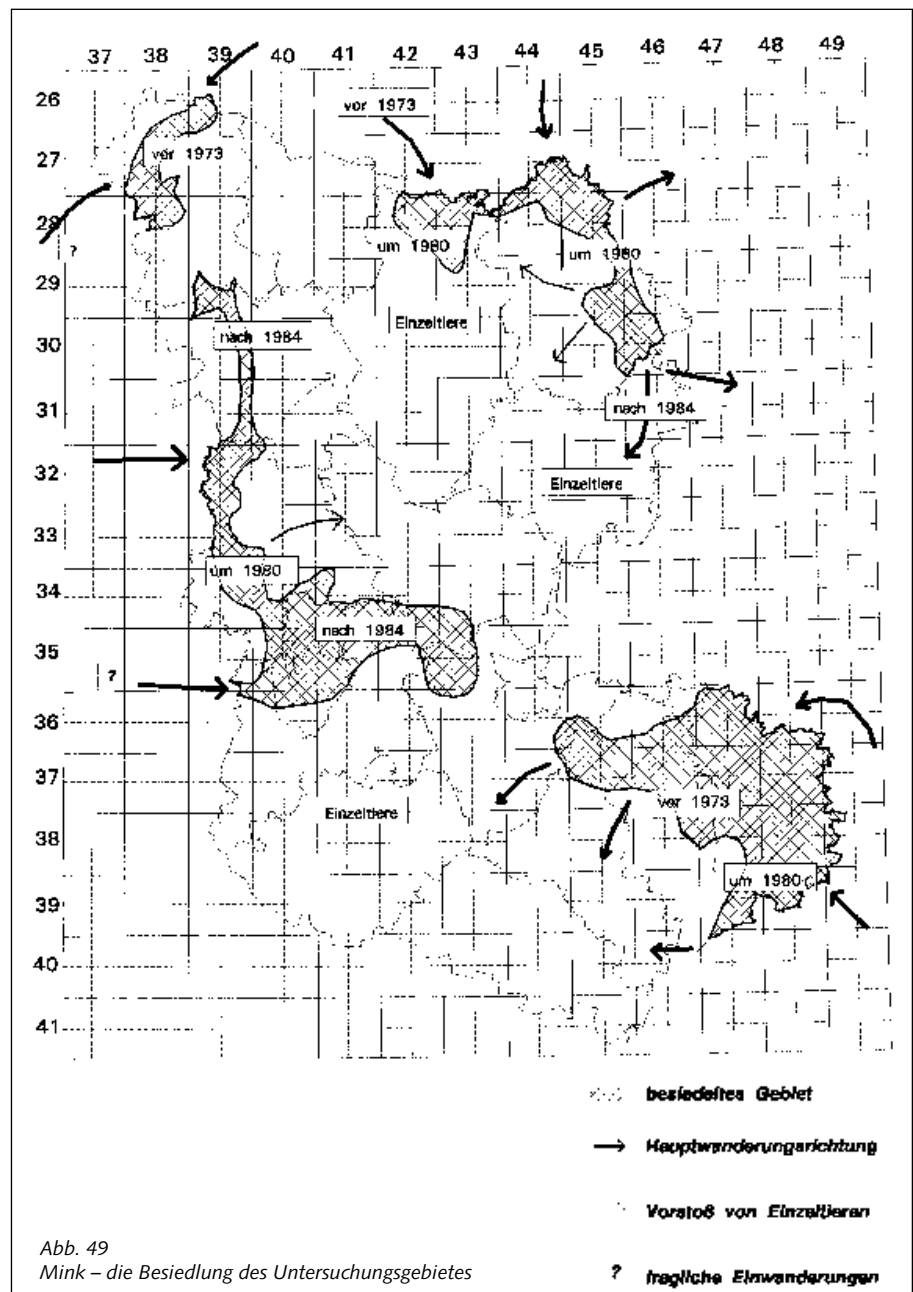 37 38 39 40 41 42 43 44 45 46 47 48 49
26
vor 1973
27
vor 1973
28
um 1980
um 1980
?
29
Einzeltiere
30
nach 1984
31
nach 1984
32
Einzeltiere
33
um 1980
34
nach 1984
35
?
36
37
vor 1973
Einzeltiere
38
um 1980
39
40
41
besiedeltes Gebiet
Hauptwanderungsrichtung
Vorstoß von Einzeltieren
? fragliche Einwanderungen
Abb. 49
Mink – die Besiedlung des Untersuchungsgebietes